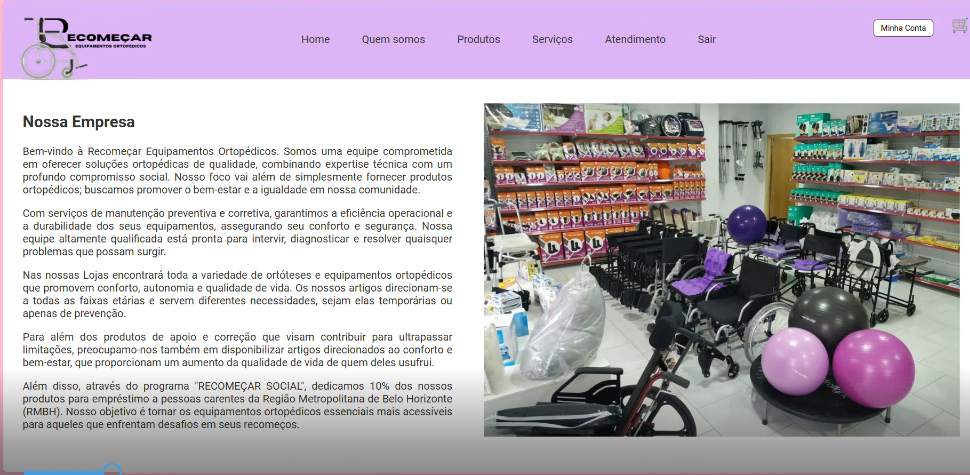 RECOMEÇAR
EQUIPAMENTOS ORTOPÉDICOS
Home Quem somos Produtos Serviços Atendimento Sair
Minha Conta
Nossa Empresa
Bem-vindo à Recomeçar Equipamentos Ortopédicos. Somos uma equipe comprometida
em oferecer soluções ortopédicas de qualidade, combinando expertise técnica com um
profundo compromisso social. Nosso foco vai além de simplesmente fornecer produtos
ortopédicos; buscamos promover o bem-estar e a igualdade em nossa comunidade.
Com serviços de manutenção preventiva e corretiva, garantimos a eficiência operacional e
a durabilidade dos seus equipamentos, assegurando seu conforto e segurança. Nossa
equipe altamente qualificada está pronta para intervir, diagnosticar e resolver quaisquer
problemas que possam surgir.
Nas nossas Lojas encontrará toda a variedade de ortóteses e equipamentos ortopédicos
que promovem conforto, autonomia e qualidade de vida. Os nossos artigos direcionam-se
a todas as faixas etárias e servem diferentes necessidades, sejam elas temporárias ou
apenas de prevenção.
Para além dos produtos de apoio e correção que visam contribuir para ultrapassar
limitações, preocupamo-nos também em disponibilizar artigos direcionados ao conforto e
bem-estar, que proporcionam um aumento da qualidade de vida de quem deles usufrui.
Além disso, através do programa "RECOMEÇAR SOCIAL", dedicamos 10% dos nossos
produtos para empréstimo a pessoas carentes da Região Metropolitana de Belo Horizonte
(RMBH). Nosso objetivo é tornar os equipamentos ortopédicos essenciais mais acessíveis
para aqueles que enfrentam desafios em seus recomeços.